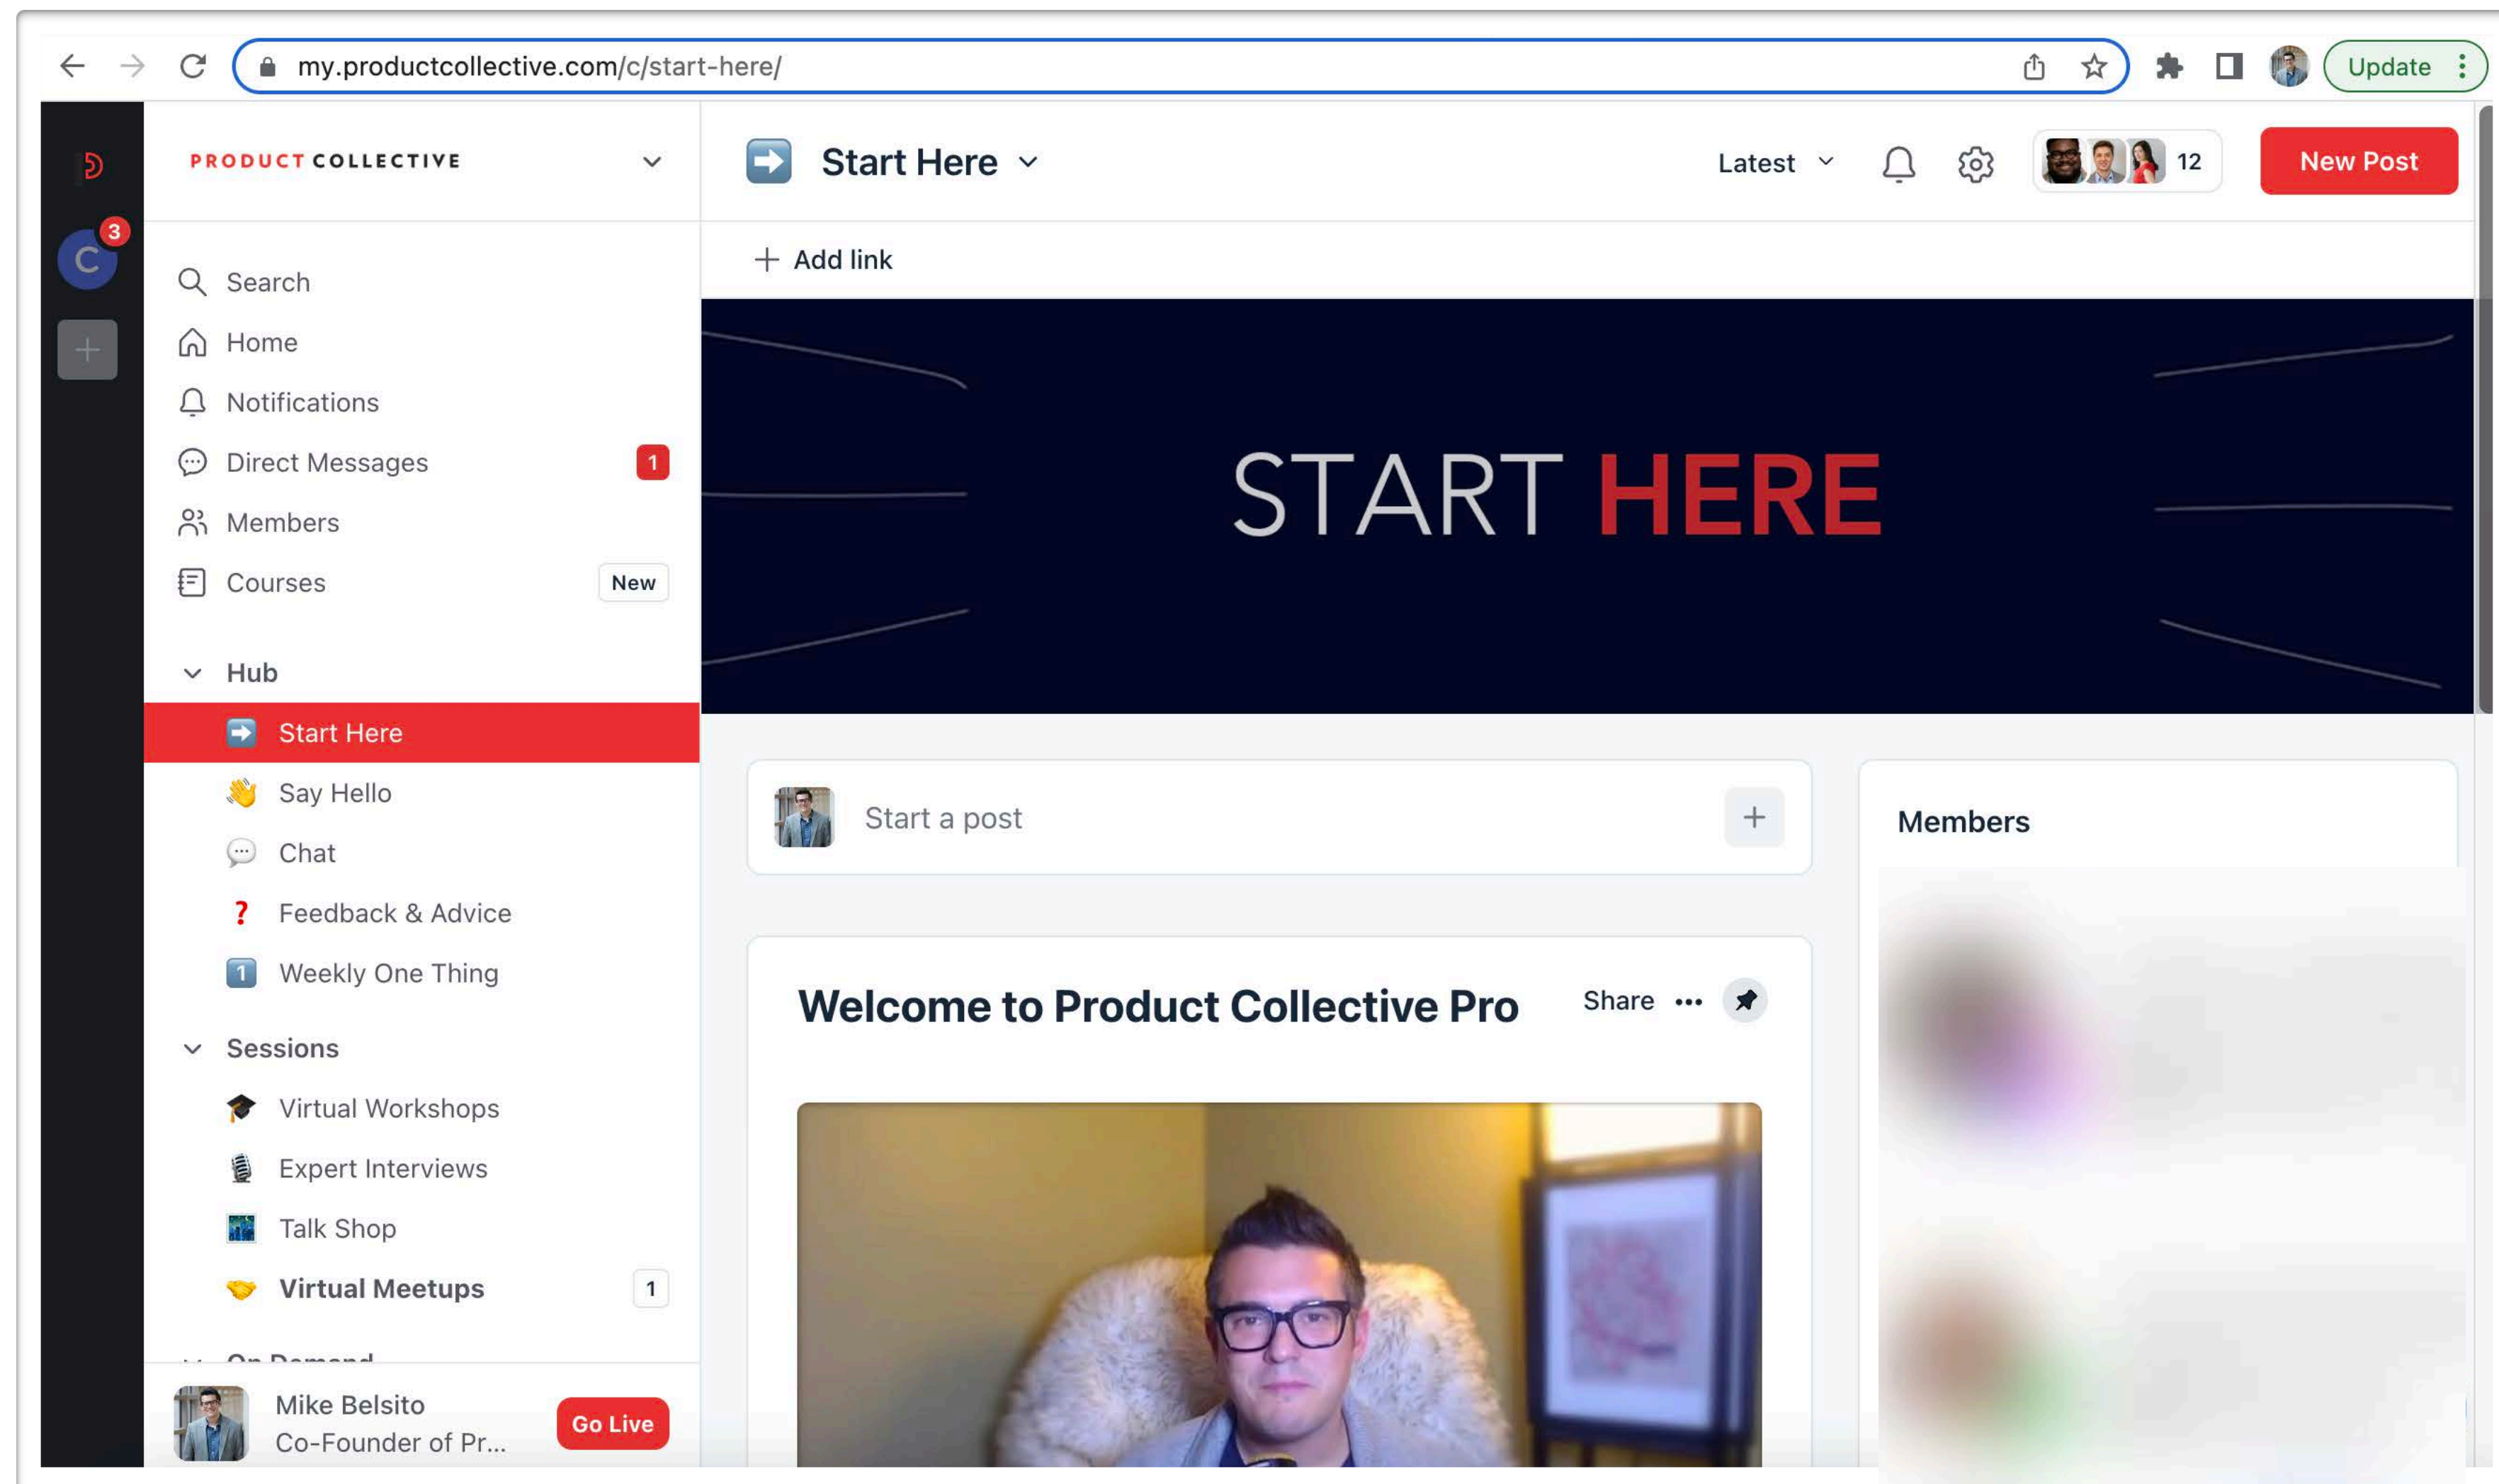 my.productcollective.com/c/start-here/
Update
PRODUCT COLLECTIVE
Start Here
Latest
12
New Post
C
3
Add link
Search
Home
Notifications
Direct Messages
1
Members
Courses
New
START HERE
Hub
Start Here
Say Hello
Chat
Feedback & Advice
1
Weekly One Thing
Sessions
Virtual Workshops
Expert Interviews
Talk Shop
Virtual Meetups
1
On Demand
Mike Belsito
Co-Founder of Pr...
Go Live
Start a post
Members
Welcome to Product Collective Pro
Share